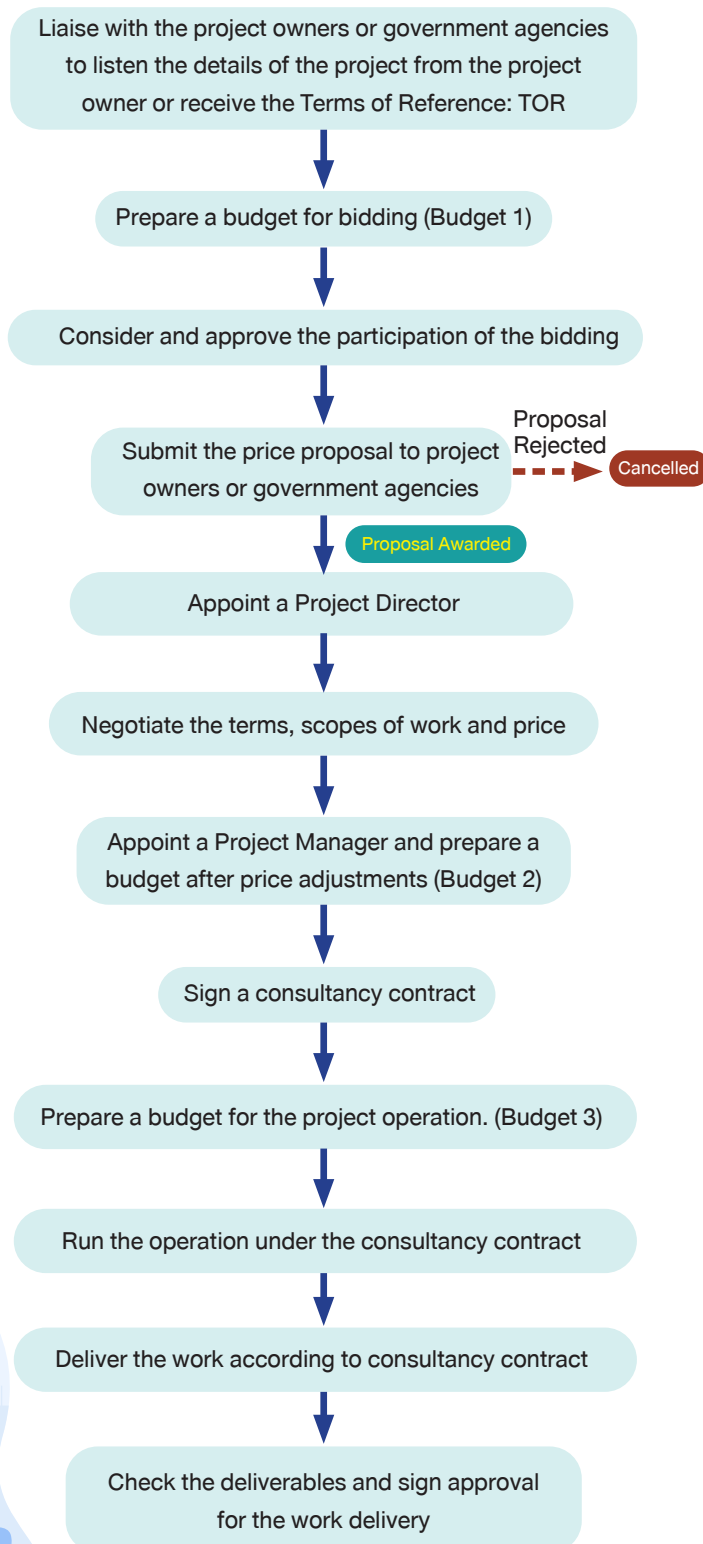 Liaise with the project owners or government agencies
to listen the details of the project from the project
owner or receive the Terms of Reference: TOR
Prepare a budget for bidding (Budget 1)
Consider and approve the participation of the bidding
Submit the price proposal to project
owners or government agencies
Proposal
Rejected
Cancelled
Proposal Awarded
Appoint a Project Director
Negotiate the terms, scopes of work and price
Appoint a Project Manager and prepare a
budget after price adjustments (Budget 2)
Sign a consultancy contract
Prepare a budget for the project operation. (Budget 3)
Run the operation under the consultancy contract
Deliver the work according to consultancy contract
Check the deliverables and sign approval
for the work delivery